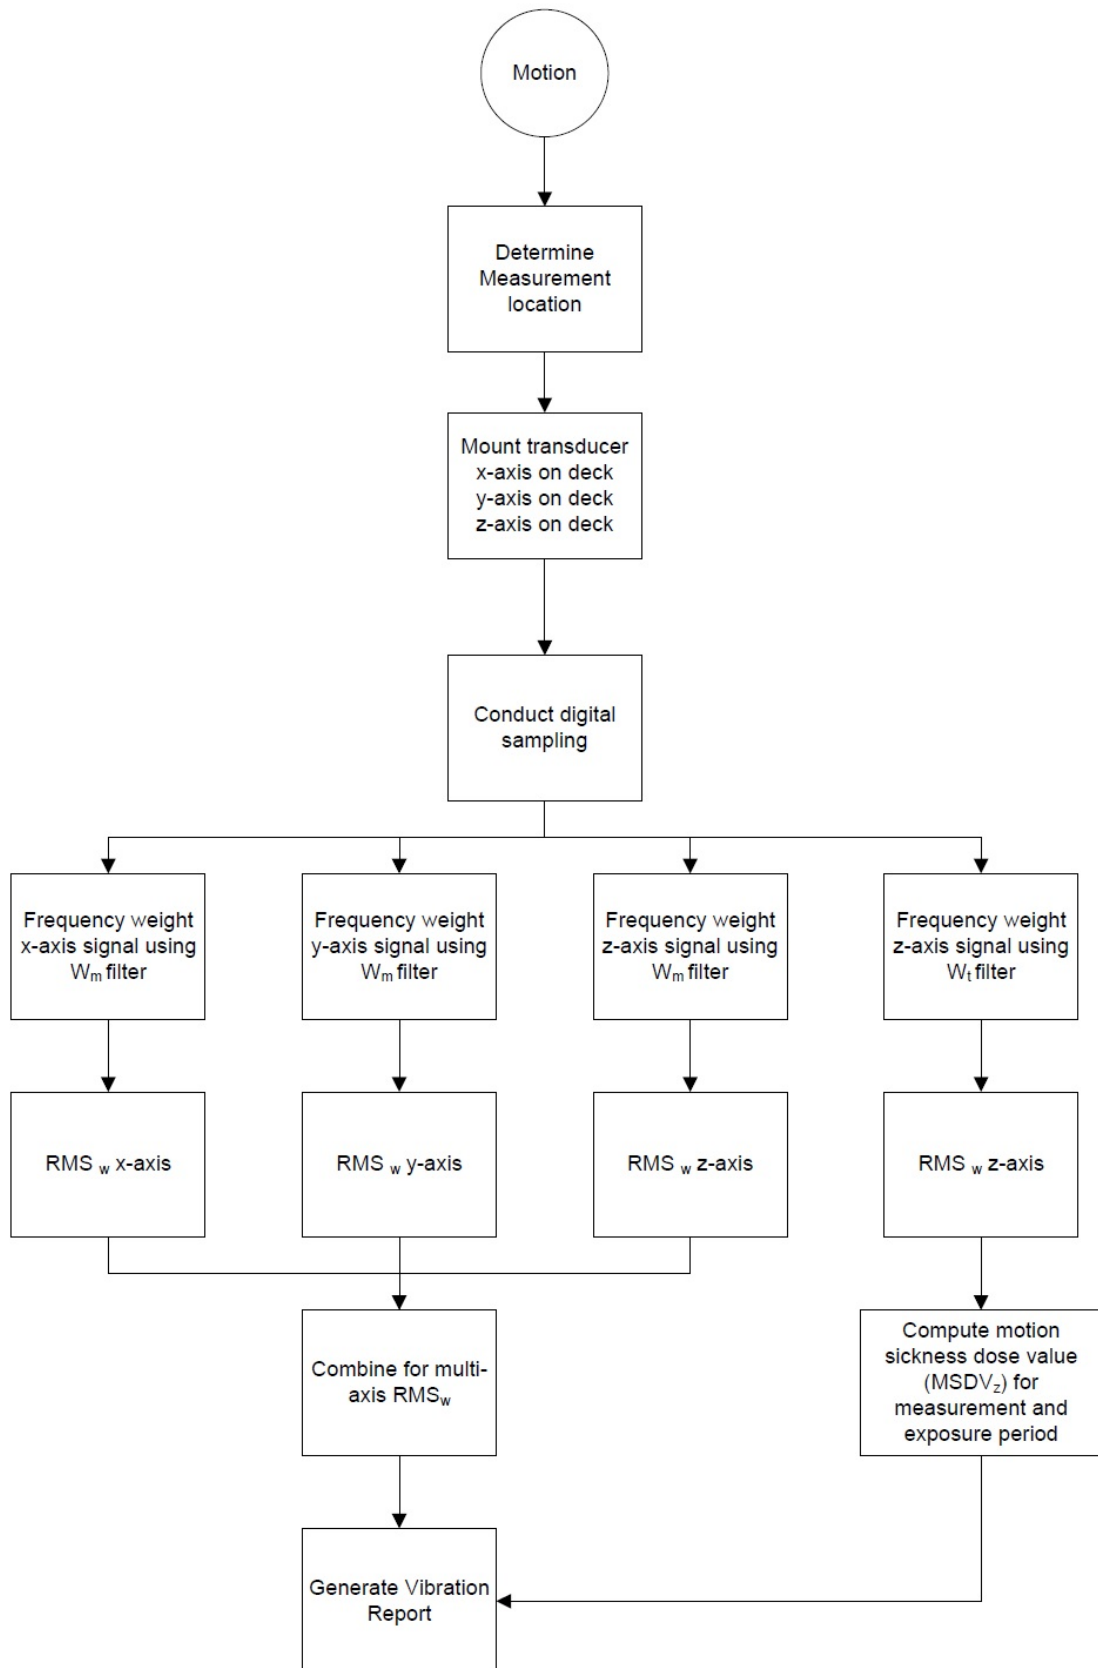 Motion
Determine
Measurement
location
Mount transducer
x-axis on deck
y-axis on deck
z-axis on deck
Conduct digital
sampling
Frequency weight
x-axis signal using
Wm filter
Frequency weight
y-axis signal using
Wm filter
Frequency weight
z-axis signal using
Wm filter
Frequency weight
z-axis signal using
Wt filter
RMS w x-axis
RMS w y-axis
RMS w z-axis
RMS w z-axis
Combine for multi-
axis RMSw
Compute motion
sickness dose value
(MSDVz) for
measurement and
exposure period
Generate Vibration
Report